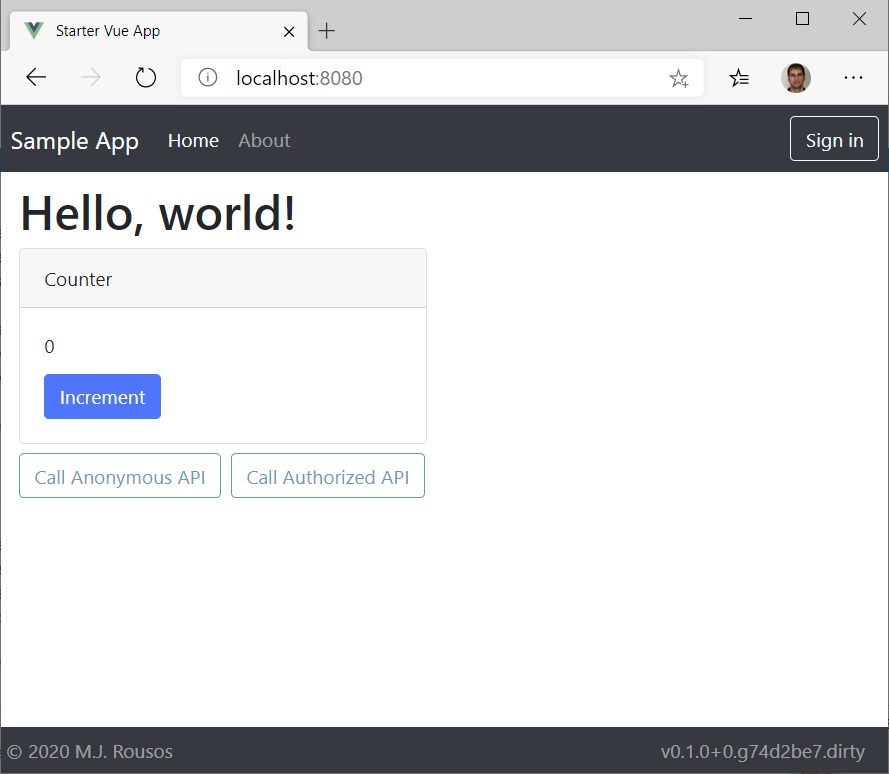 Starter Vue App
localhost:8080
Sample App Home About Sign in
Hello, world!
Counter
0
Increment
Call Anonymous API Call Authorized API
© 2020 M.J. Rousos v0.1.0+0.g74d2be7.dirty